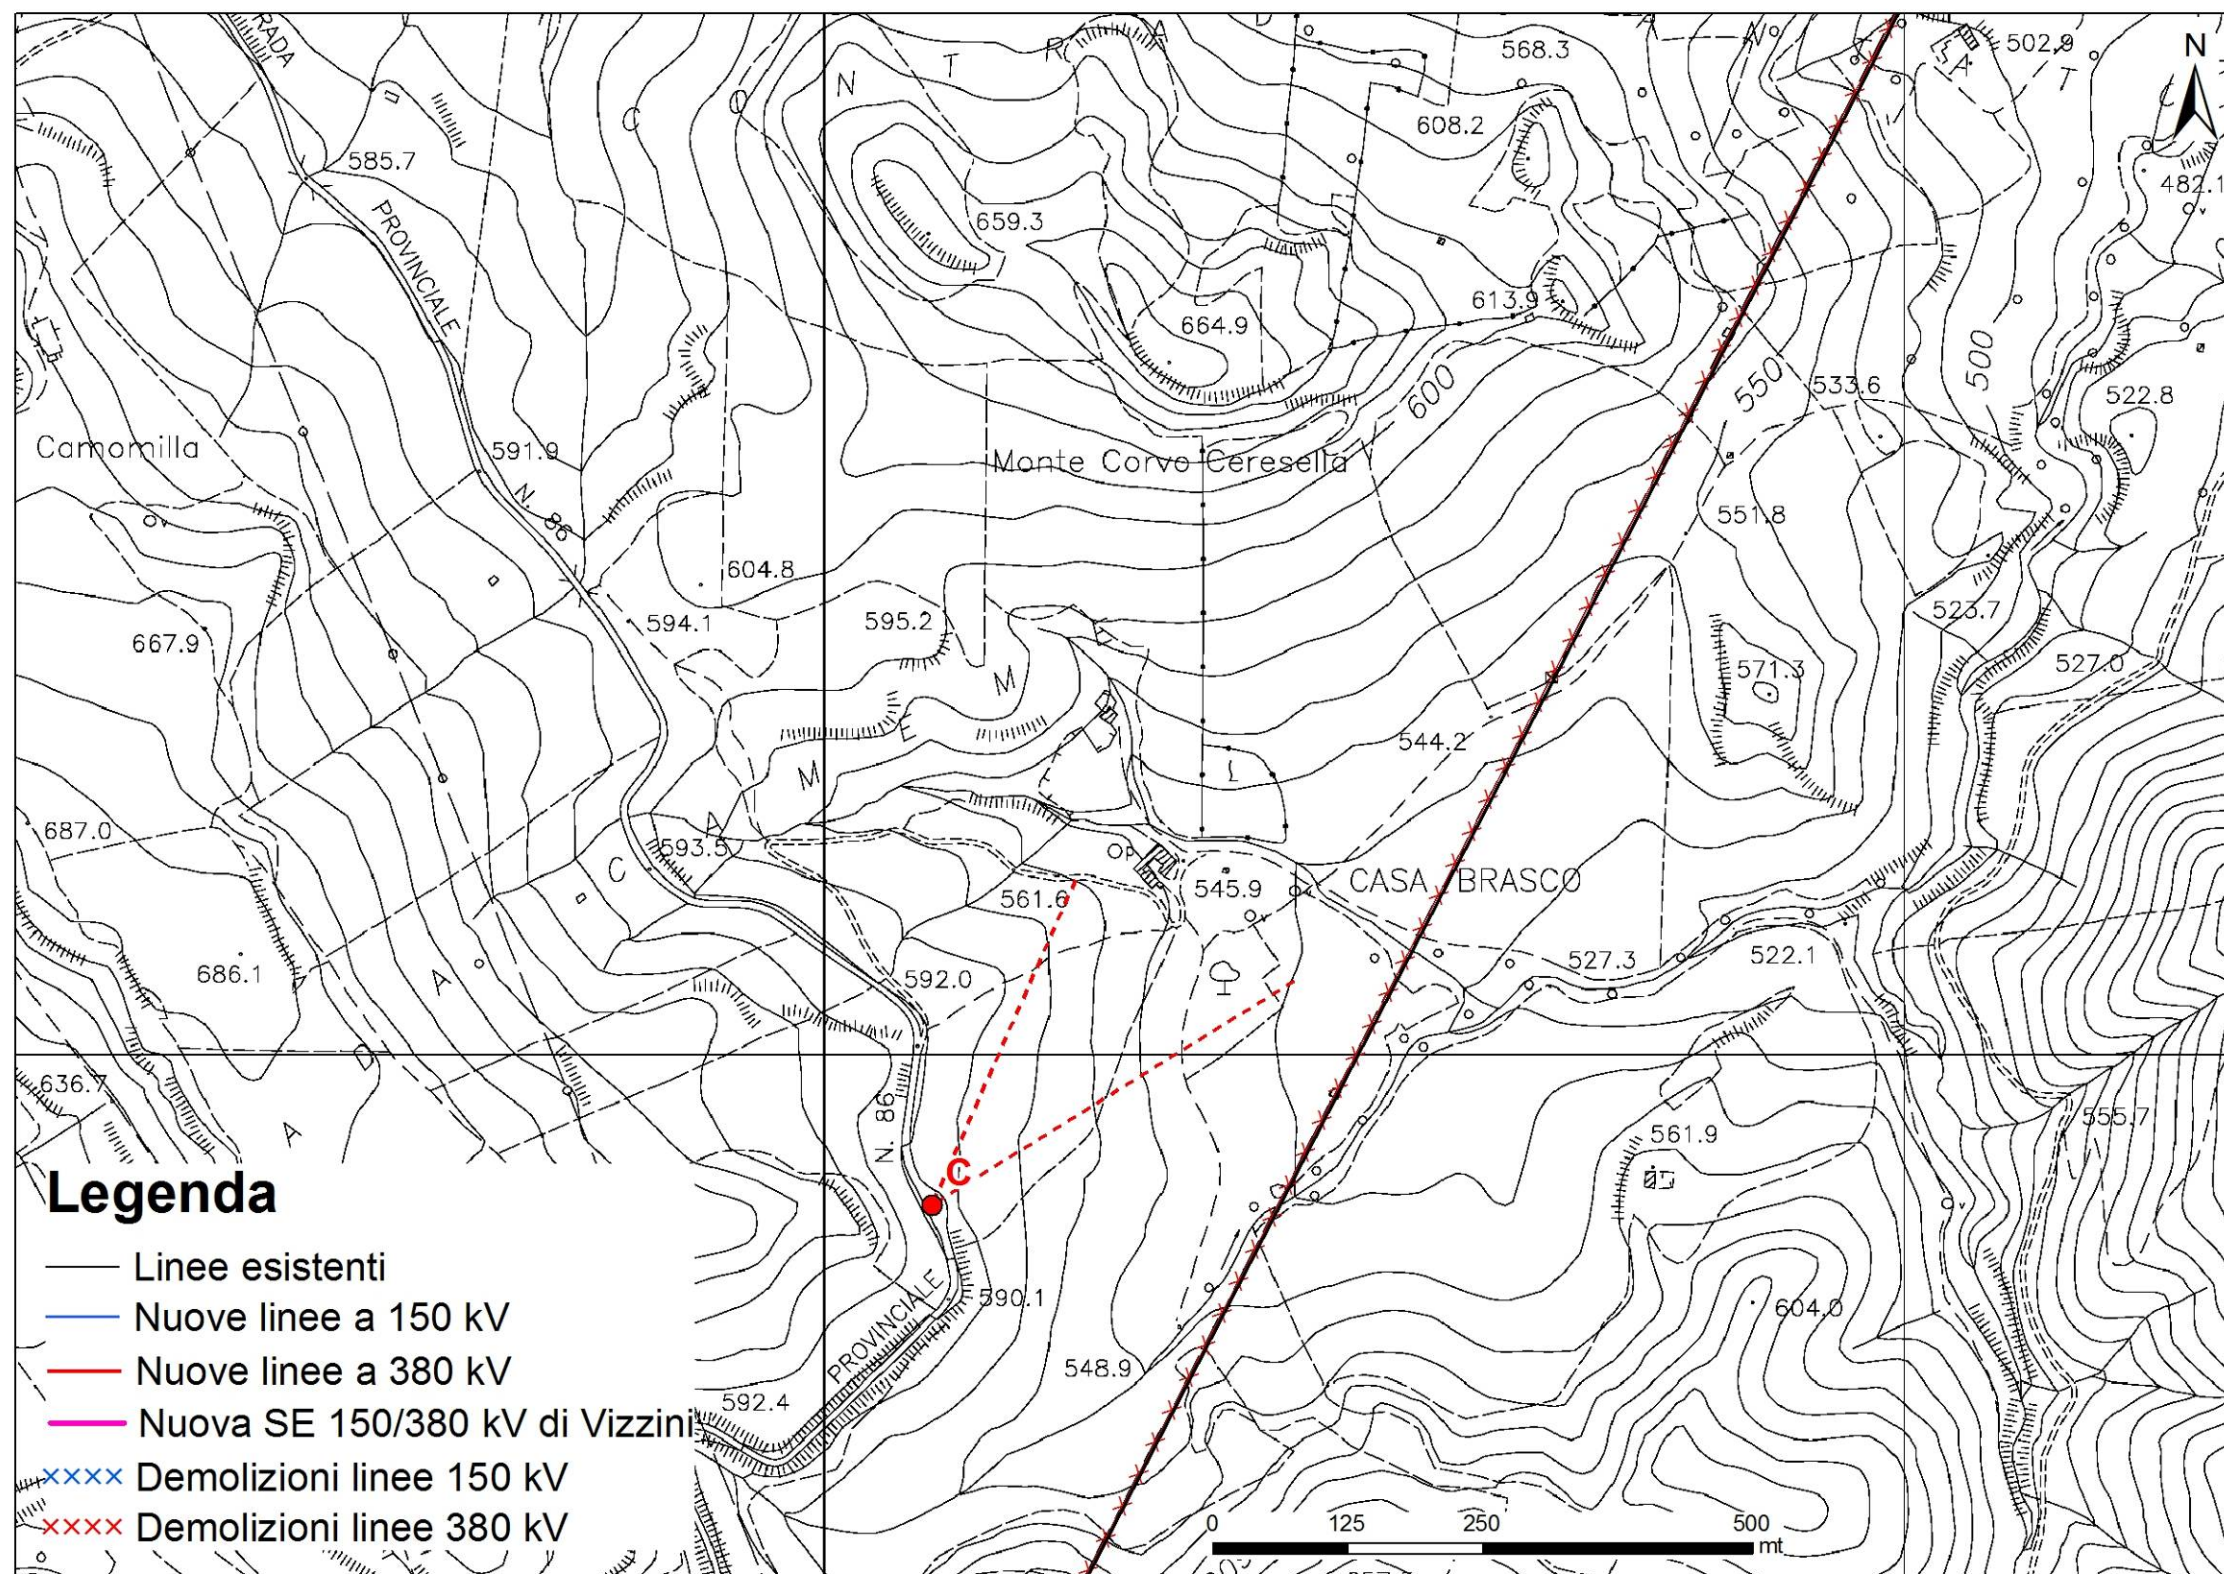 RADA
N
T
R
A
D
A
N
T
A
T
C
568.3
502.9
N
C
O
608.2
585.7
482.1
PROVINCIALE
659.3
613.9
664.9
600
550
533.6
500
522.8
Camomilla
591.9
Monte Corvo Ceresella
N. 86
551.8
604.8
595.2
594.1
523.7
667.9
527.0
571.3
M
E
544.2
M
L
687.0
A
593.5
C
Op
561.6
545.9
CASA BRASCO
686.1
A
592.0
527.3
522.1
D
636.7
A
N. 86
561.9
555.7
C
590.1
604.0
PROVINCIALE
548.9
592.4
Legenda
Linee esistenti
Nuove linee a 150 kV
Nuove linee a 380 kV
Nuova SE 150/380 kV di Vizzini
Demolizioni linee 150 kV
Demolizioni linee 380 kV
0 125 250 500
mt